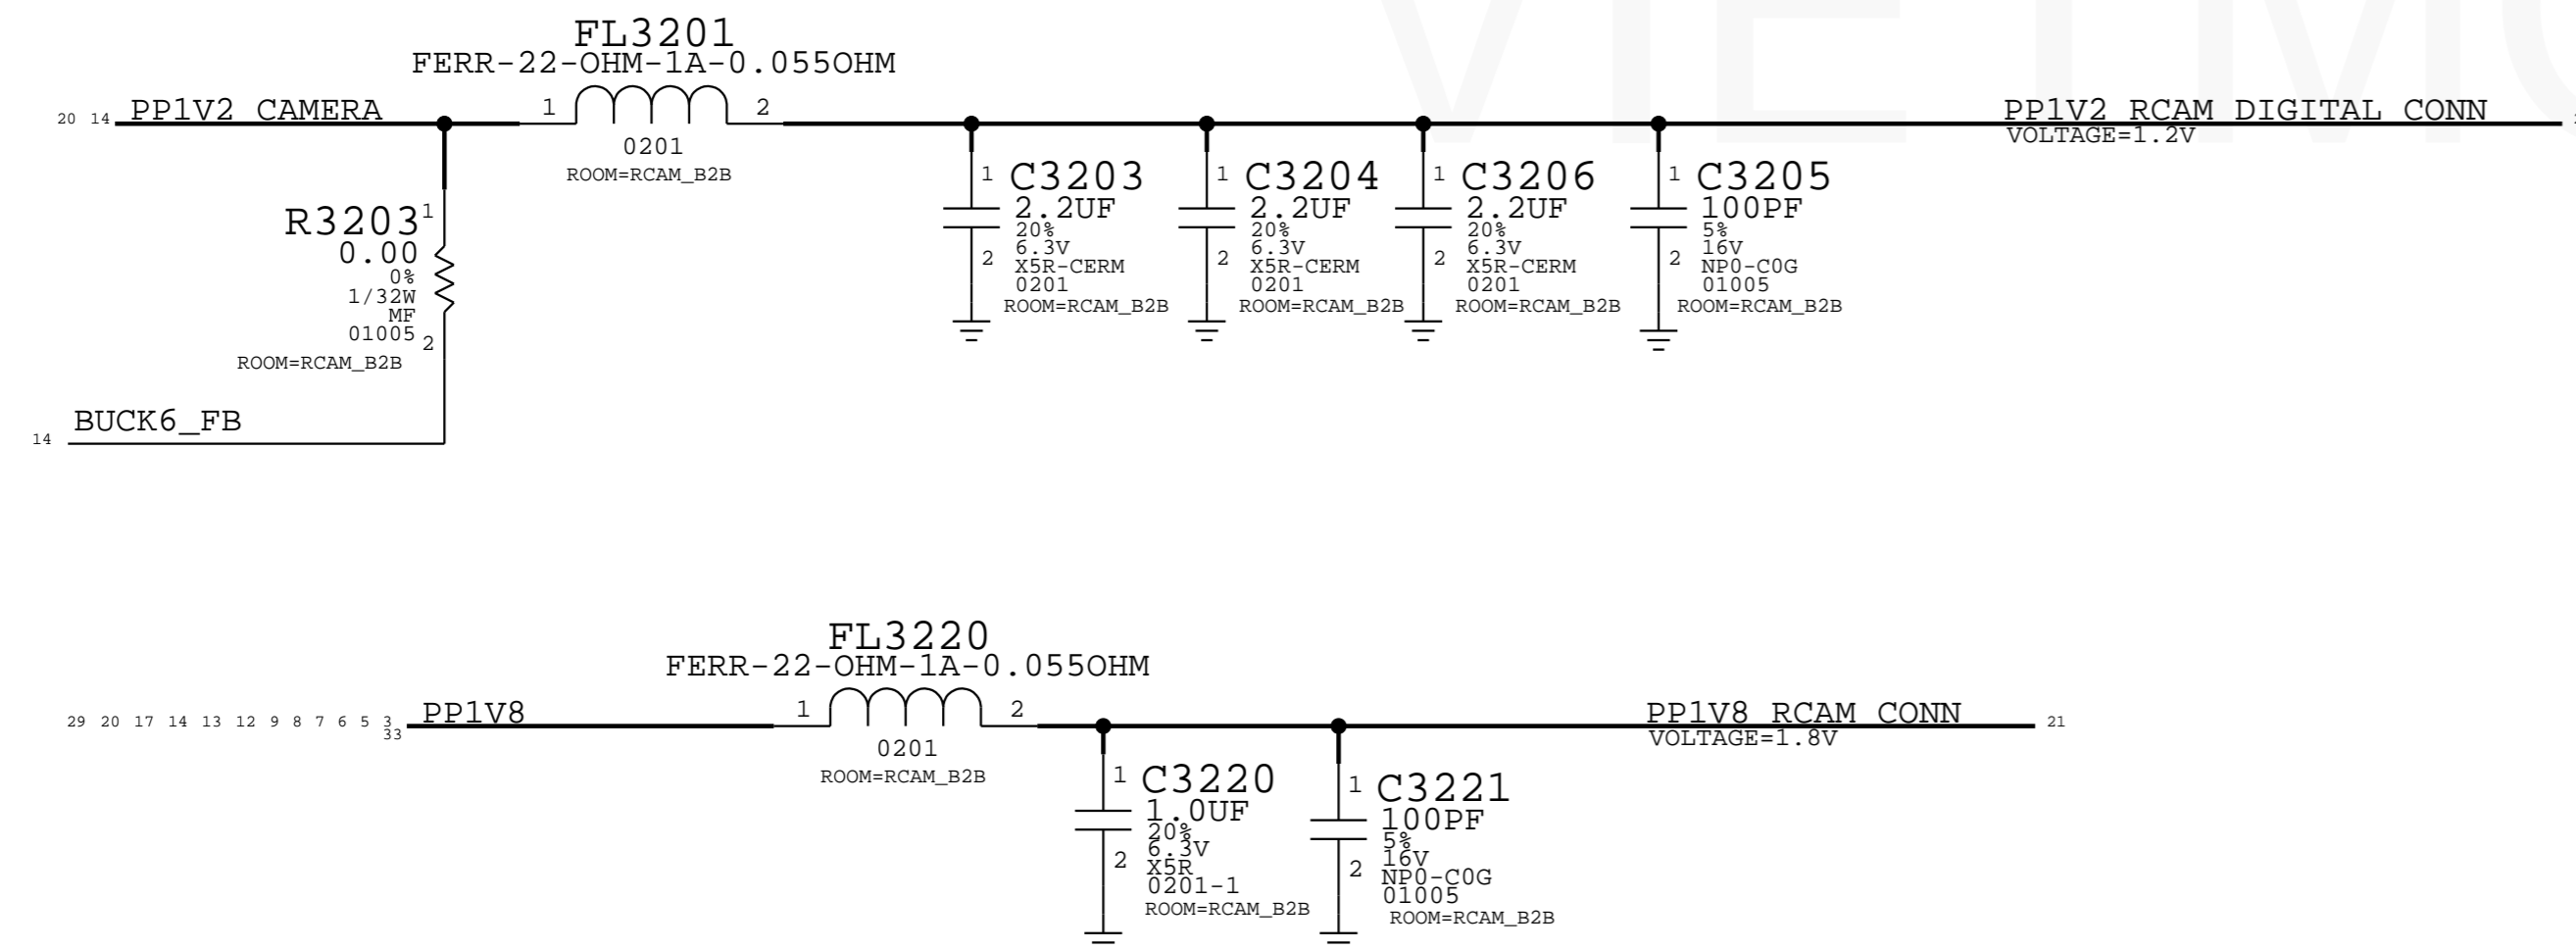 VIETMO
FL3201
FERR-22-OHM-1A-0.055OHM
20 14 PP1V2 CAMERA
1
2
0201
ROOM=RCAM_B2B
PP1V2 RCAM DIGITAL CONN
VOLTAGE=1.2V
R3203
1
0.00
0%
1/32W
MF
01005
2
ROOM=RCAM_B2B
14 BUCK6_FB
1 C3203
2.2UF
20%
6.3V
2 X5R-CERM
0201
ROOM=RCAM_B2B
1 C3204
2.2UF
20%
6.3V
2 X5R-CERM
0201
ROOM=RCAM_B2B
1 C3206
2.2UF
20%
6.3V
2 X5R-CERM
0201
ROOM=RCAM_B2B
1 C3205
100PF
5%
16V
2 NP0-C0G
01005
ROOM=RCAM_B2B
FL3220
FERR-22-OHM-1A-0.055OHM
29 20 17 14 13 12 9 8 7 6 5 3 PP1V8
33
1
2
0201
ROOM=RCAM_B2B
PP1V8 RCAM CONN 21
VOLTAGE=1.8V
1 C3220
1.0UF
20%
6.3V
2 X5R
0201-1
ROOM=RCAM_B2B
1 C3221
100PF
5%
16V
2 NP0-C0G
01005
ROOM=RCAM_B2B